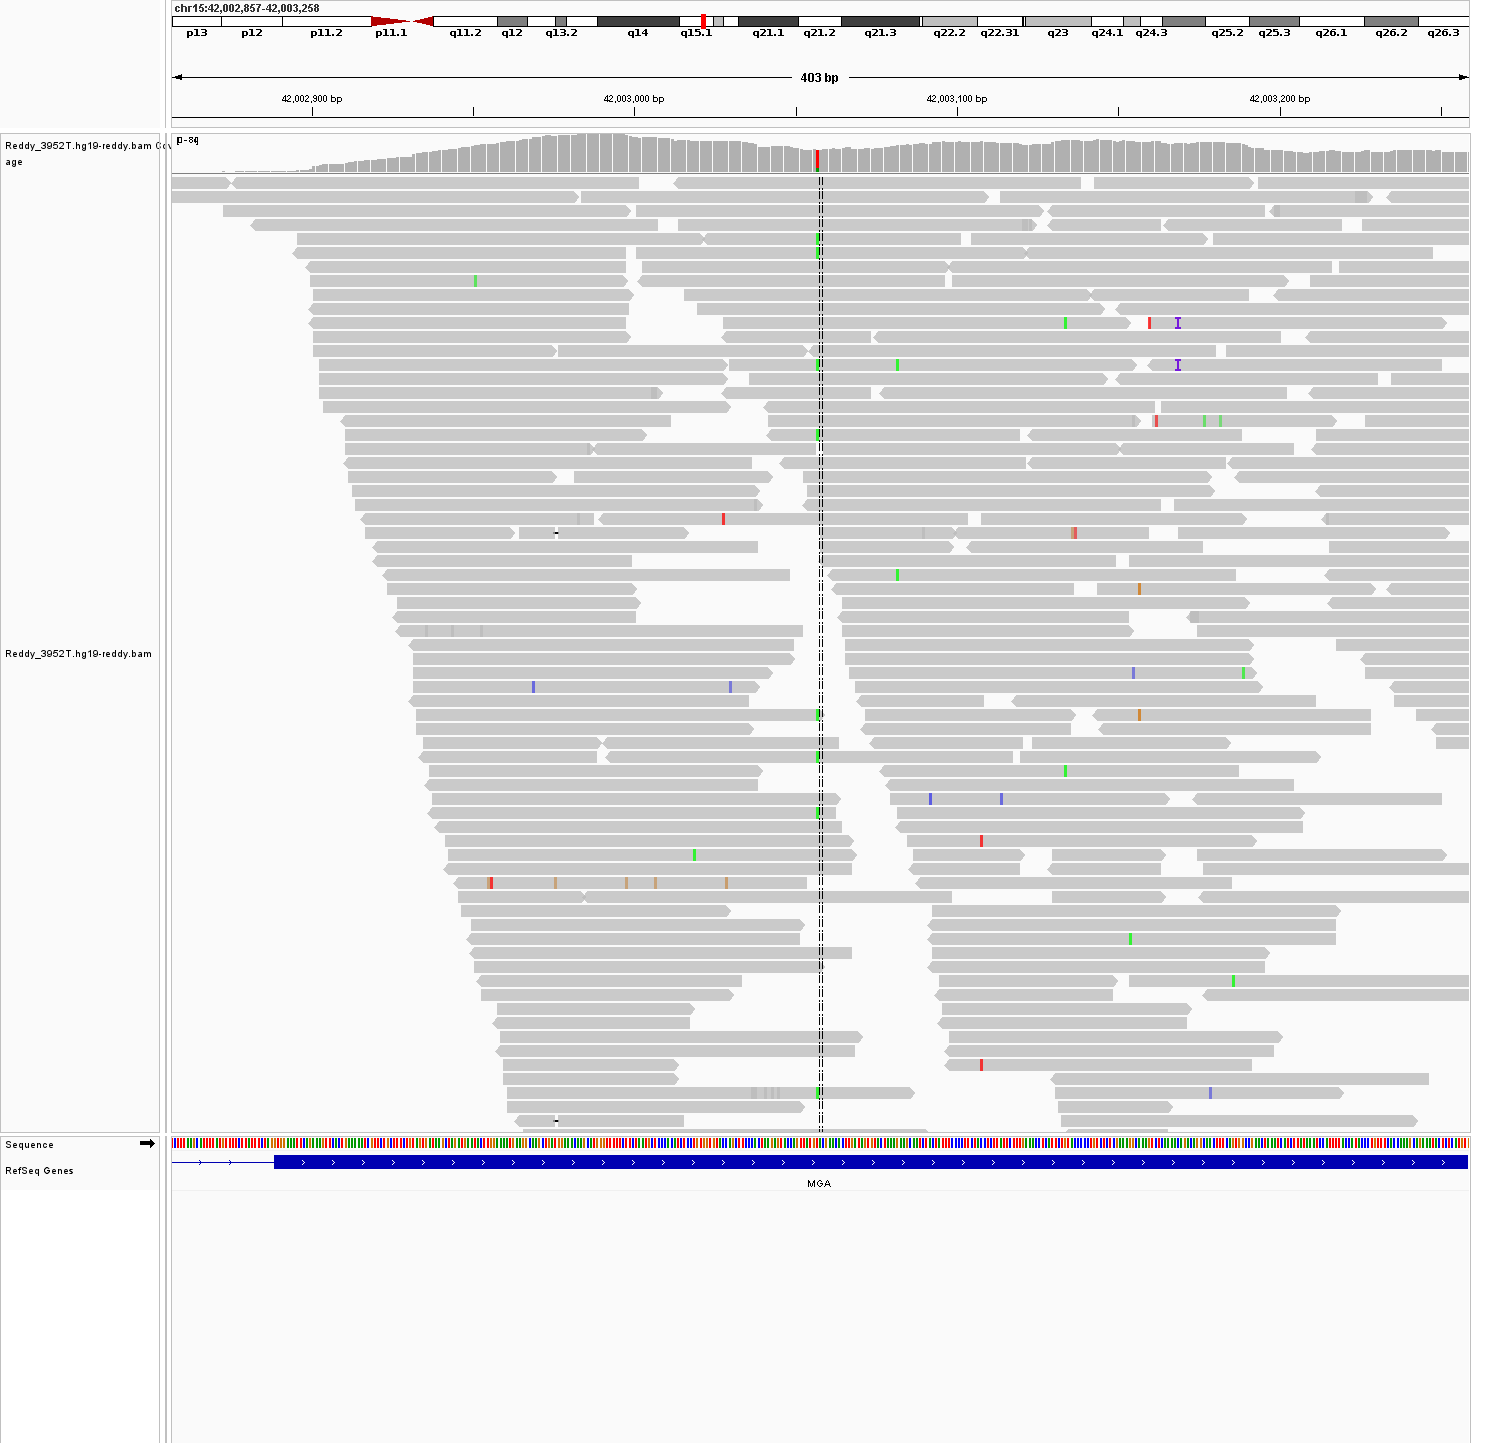 chr15:42,002,857-42,003,258
p13 p12 p11.2 p11.1 q11.2 q12 q13.2 q14 q15.1 q21.1 q21.2 q21.3 q22.2 q22.31 q23 q24.1 q24.3 q25.2 q25.3 q26.1 q26.2 q26.3
403 bp
42,002,900 bp 42,003,000 bp 42,003,100 bp 42,003,200 bp
[0-84]
Reddy_3952T.hg19-reddy.bam Cov
age
I
I
Reddy_3952T.hg19-reddy.bam
Sequence
RefSeq Genes
MGA